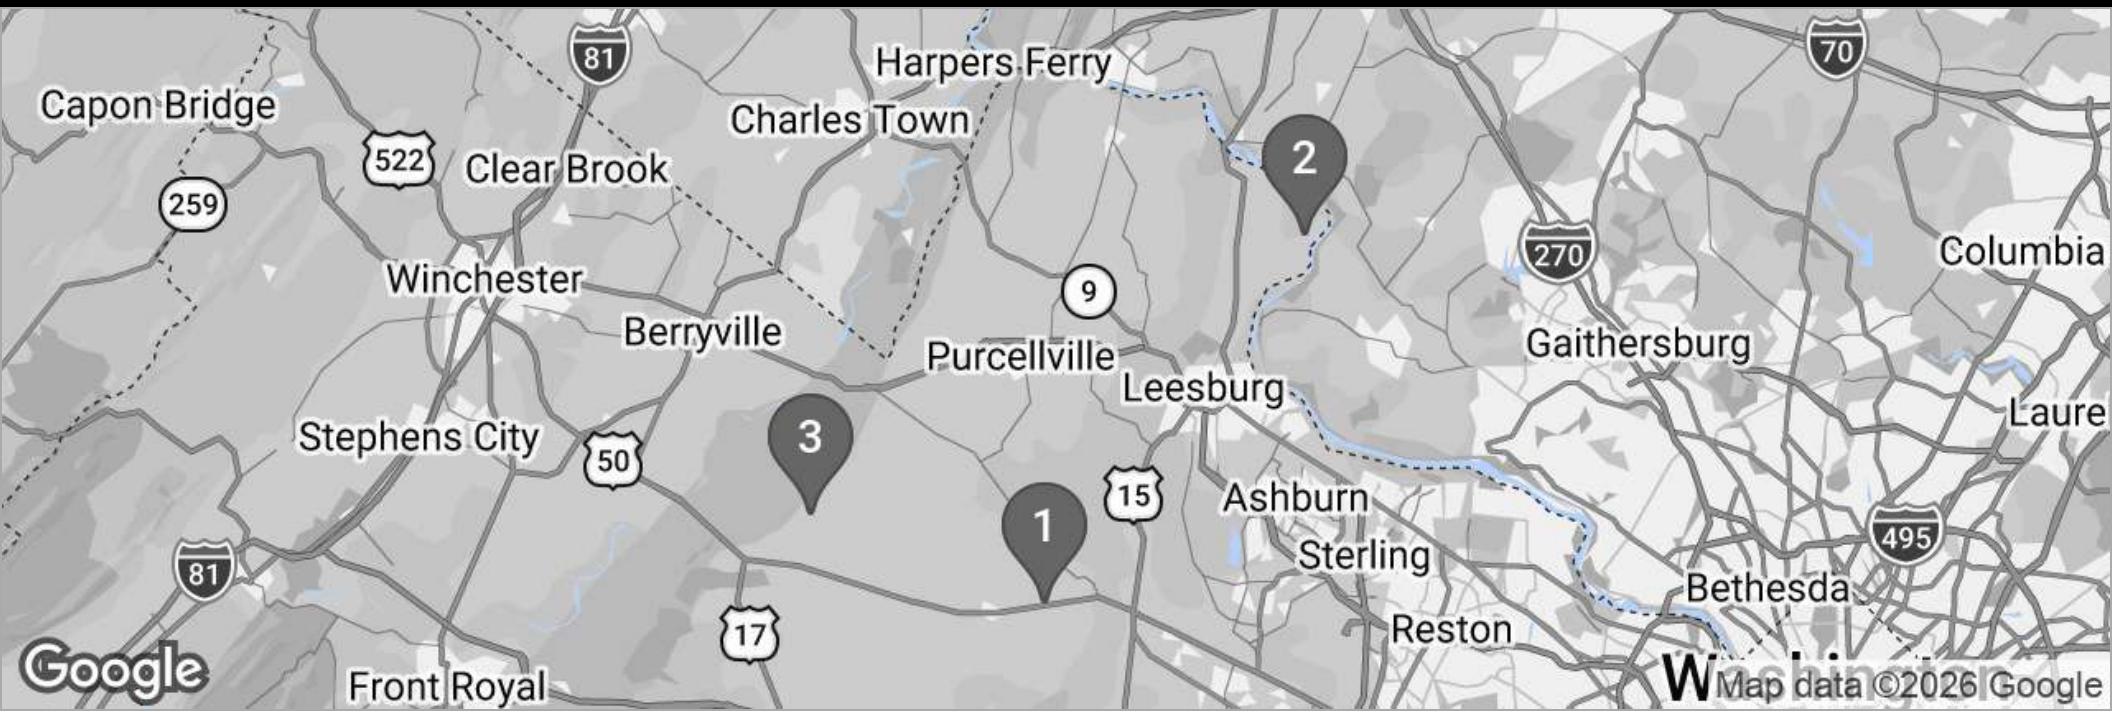 81
70
Harpers Ferry
Capon Bridge
Charles Town
522
Clear Brook
2
259
270
Columbia
Winchester
9
Berryville
Gaithersburg
Purcellville
Leesburg
Laure
3
Stephens City
50
15
Ashburn
1
495
Sterling
81
Bethesda
17
Reston
Google
Front Royal
Washington
Map data ©2026 Google